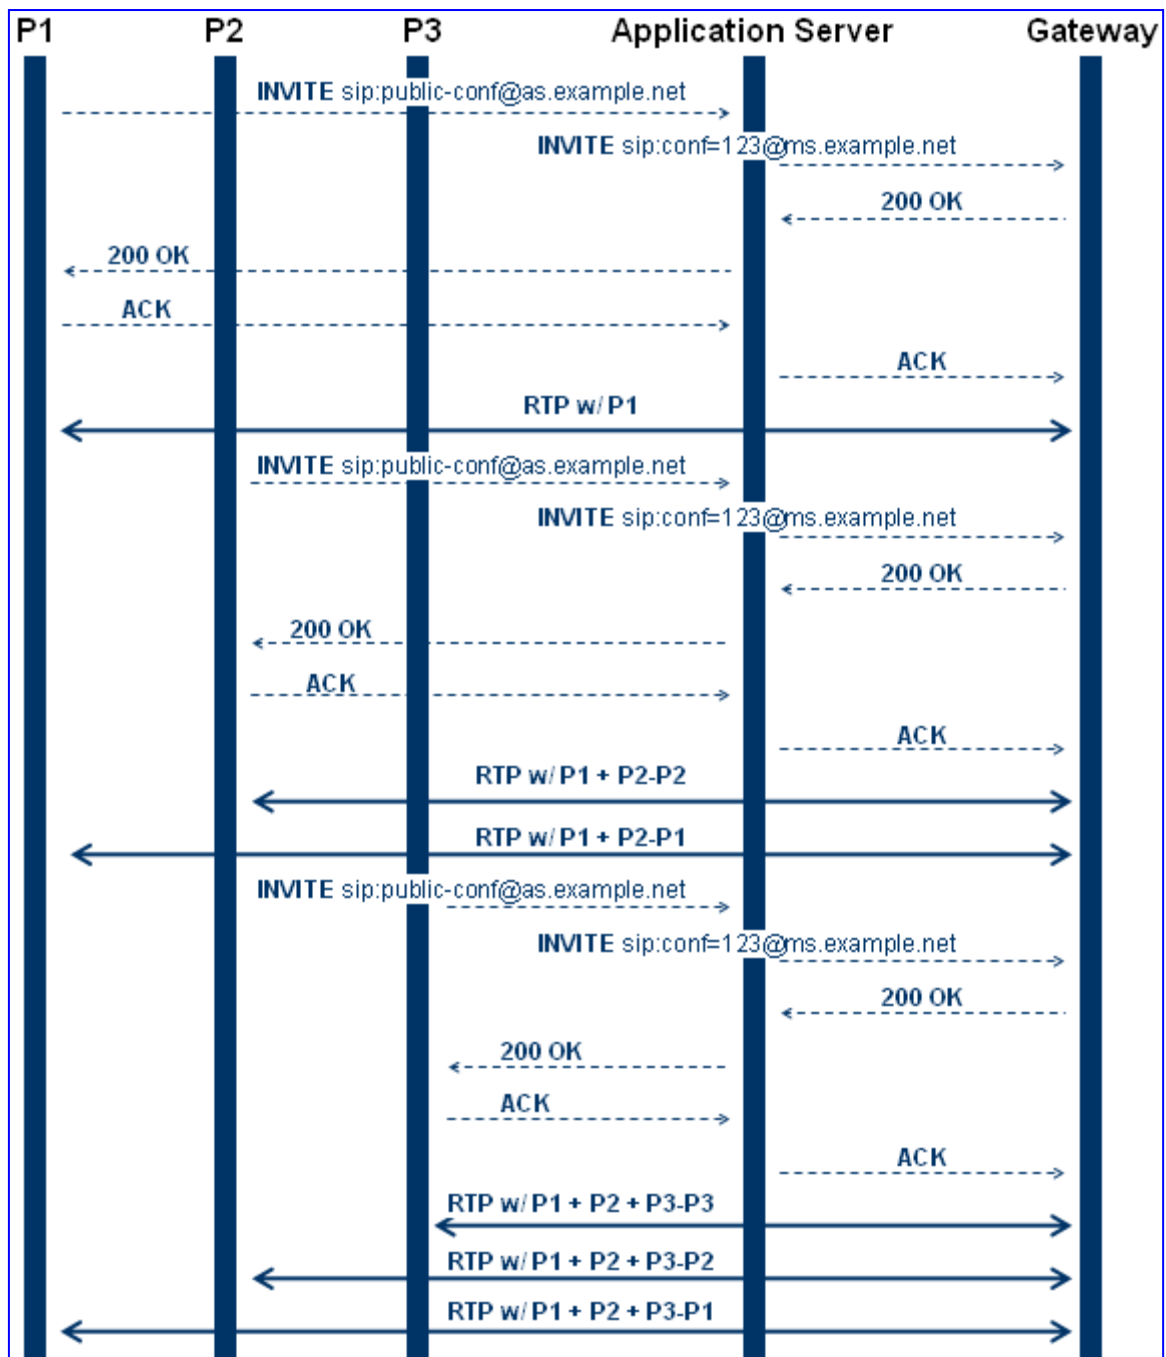 P1 P2 P3 Application Server Gateway
INVITE sip:public-conf@as.example.net
INVITE sip:conf=123@ms.example.net
200 OK
200 OK
ACK
ACK
RTP w/ P1
INVITE sip:public-conf@as.example.net
INVITE sip:conf=123@ms.example.net
200 OK
200 OK
ACK
ACK
RTP w/ P1 + P2-P2
RTP w/ P1 + P2-P1
INVITE sip:public-conf@as.example.net
INVITE sip:conf=123@ms.example.net
200 OK
200 OK
ACK
ACK
RTP w/ P1 + P2 + P3-P3
RTP w/ P1 + P2 + P3-P2
RTP w/ P1 + P2 + P3-P1